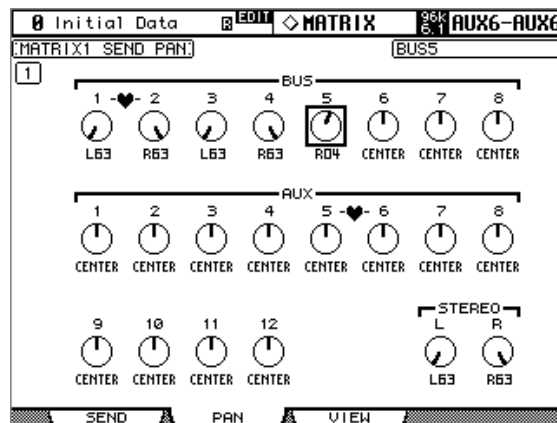 0 Initial Data B EDIT MATRIX 96k 6.1 AUX6-AUX6
MATRIX1 SEND PAN BUS5
1
BUS
1 2 3 4 5 6 7 8
L63 R63 L63 R63 R04 CENTER CENTER CENTER
AUX
1 2 3 4 5 6 7 8
CENTER CENTER CENTER CENTER CENTER CENTER CENTER CENTER
STEREO
9 10 11 12 L R
CENTER CENTER CENTER CENTER L63 R63
SEND PAN VIEW